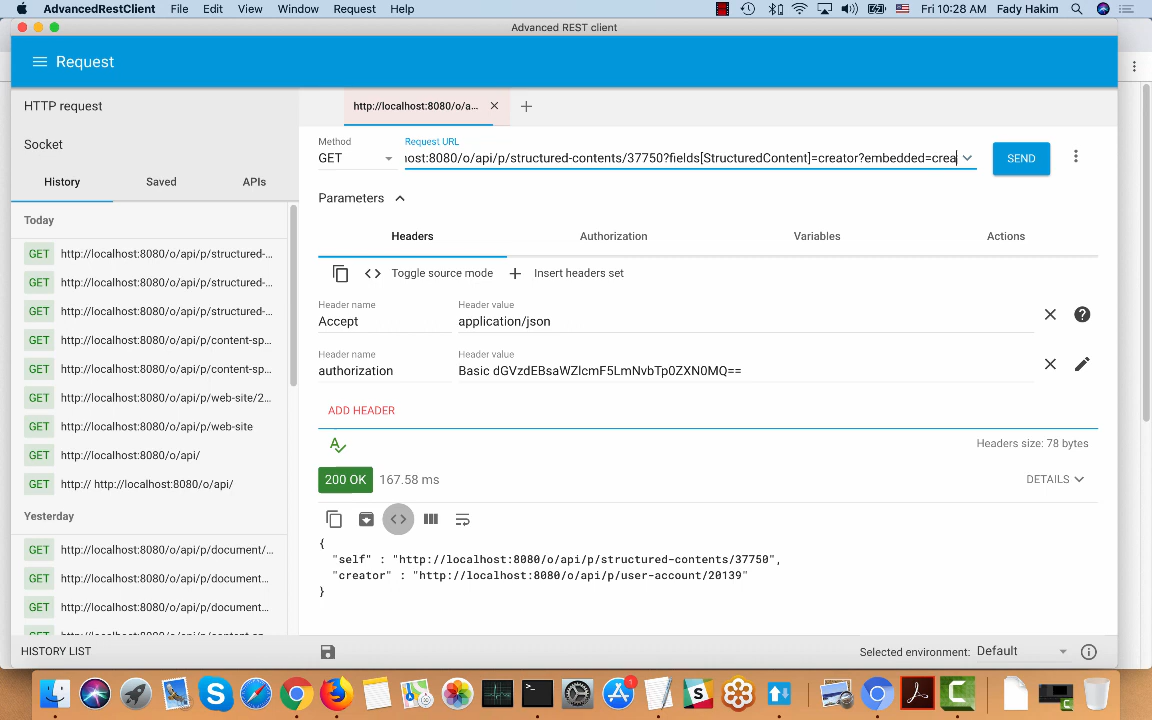 AdvancedRestClient File Edit View Window Request Help Fri 10:28 AM Fady Hakim
Advanced REST client
Request
HTTP request
Socket
History Saved APIs
Today
GET http://localhost:8080/o/api/p/structured-...
GET http://localhost:8080/o/api/p/structured-...
GET http://localhost:8080/o/api/p/structured-...
GET http://localhost:8080/o/api/p/content-sp...
GET http://localhost:8080/o/api/p/content-sp...
GET http://localhost:8080/o/api/p/web-site/2...
GET http://localhost:8080/o/api/p/web-site
GET http://localhost:8080/o/api/
GET http:// http://localhost:8080/o/api/
Yesterday
GET http://localhost:8080/o/api/p/document/...
GET http://localhost:8080/o/api/p/document...
GET http://localhost:8080/o/api/p/document...
HISTORY LIST
http://localhost:8080/o/a...
Method
GET
Request URL
ost:8080/o/api/p/structured-contents/37750?fields[StructuredContent]=creator?embedded=crea
SEND
Parameters
Headers Authorization Variables Actions
Toggle source mode Insert headers set
Header name Header value
Accept application/json
Header name Header value
authorization Basic dGVzdEBsaWZlcmF5LmNvbTp0ZXN0MQ==
ADD HEADER
Headers size: 78 bytes
200 OK 167.58 ms DETAILS
{
"self" : "http://localhost:8080/o/api/p/structured-contents/37750",
"creator" : "http://localhost:8080/o/api/p/user-account/20139"
}
Selected environment: Default
1